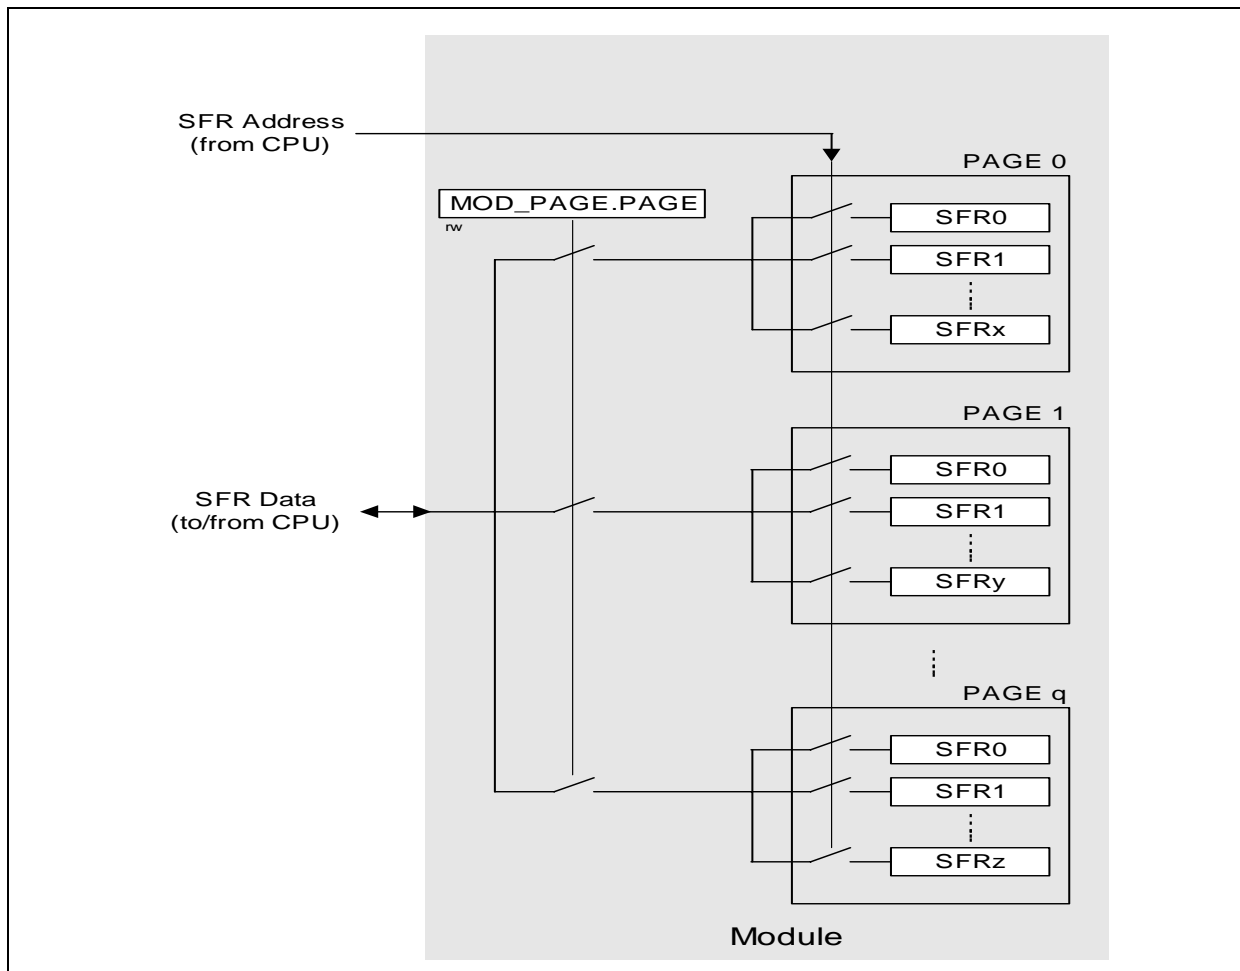 SFR Address
(from CPU)
PAGE 0
MOD_PAGE.PAGE
rw
SFR0
SFR1
SFRx
PAGE 1
SFR0
SFR1
SFRy
SFR Data
(to/from CPU)
PAGE q
SFR0
SFR1
SFRz
Module